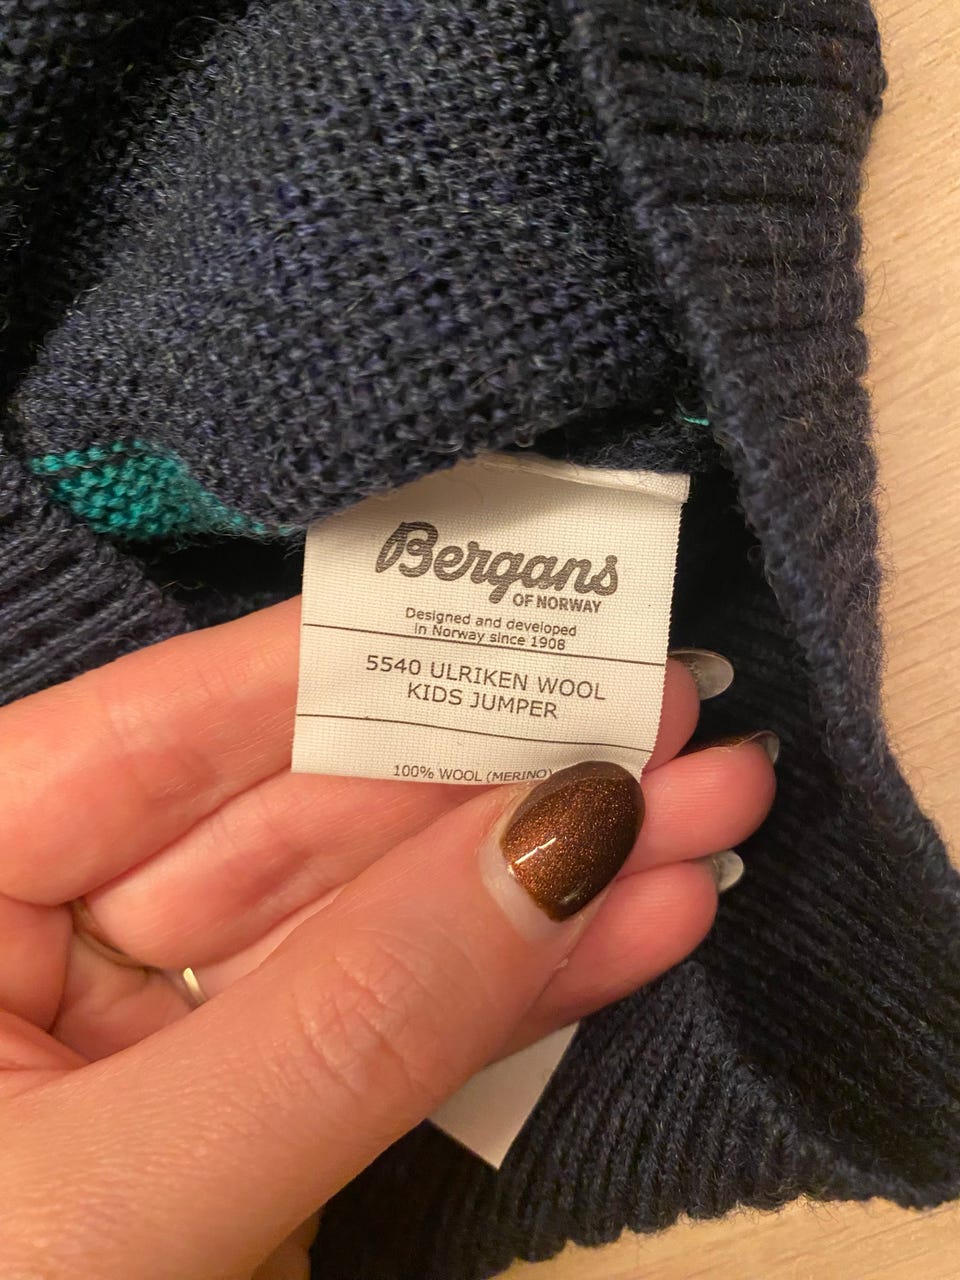 Bergans
OF NORWAY
Designed and developed
in Norway since 1908
5540 ULRIKEN WOOL
KIDS JUMPER
100% WOOL (MERINO)